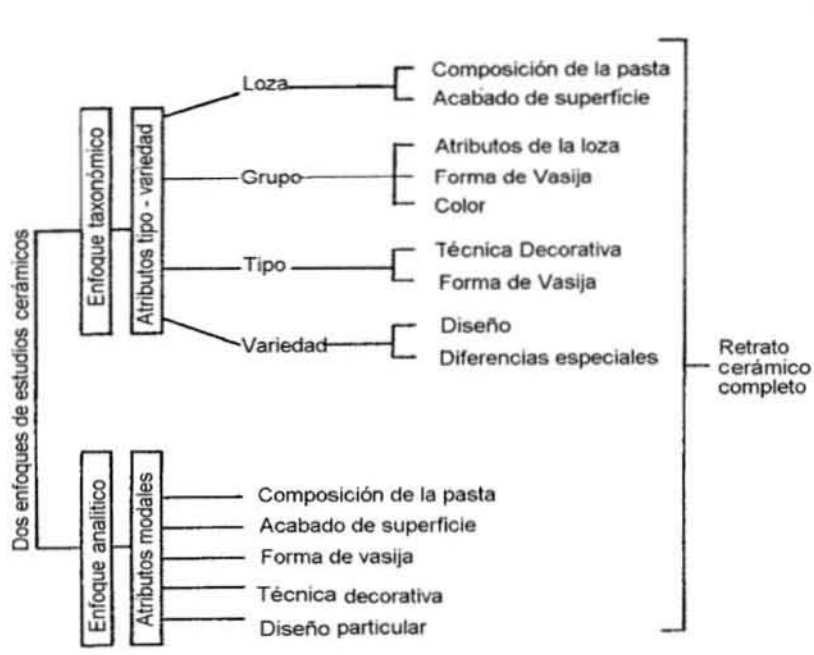 Dos enfoques de estudios cerámicos
Enfoque taxonómico
Atributos tipo - variedad
Loza
Composición de la pasta
Acabado de superficie
Grupo
Atributos de la loza
Forma de Vasija
Color
Tipo
Técnica Decorativa
Forma de Vasija
Variedad
Diseño
Diferencias especiales
Enfoque analitico
Atributos modales
Composición de la pasta
Acabado de superficie
Forma de vasija
Técnica decorativa
Diseño particular
Retrato
cerámico
completo